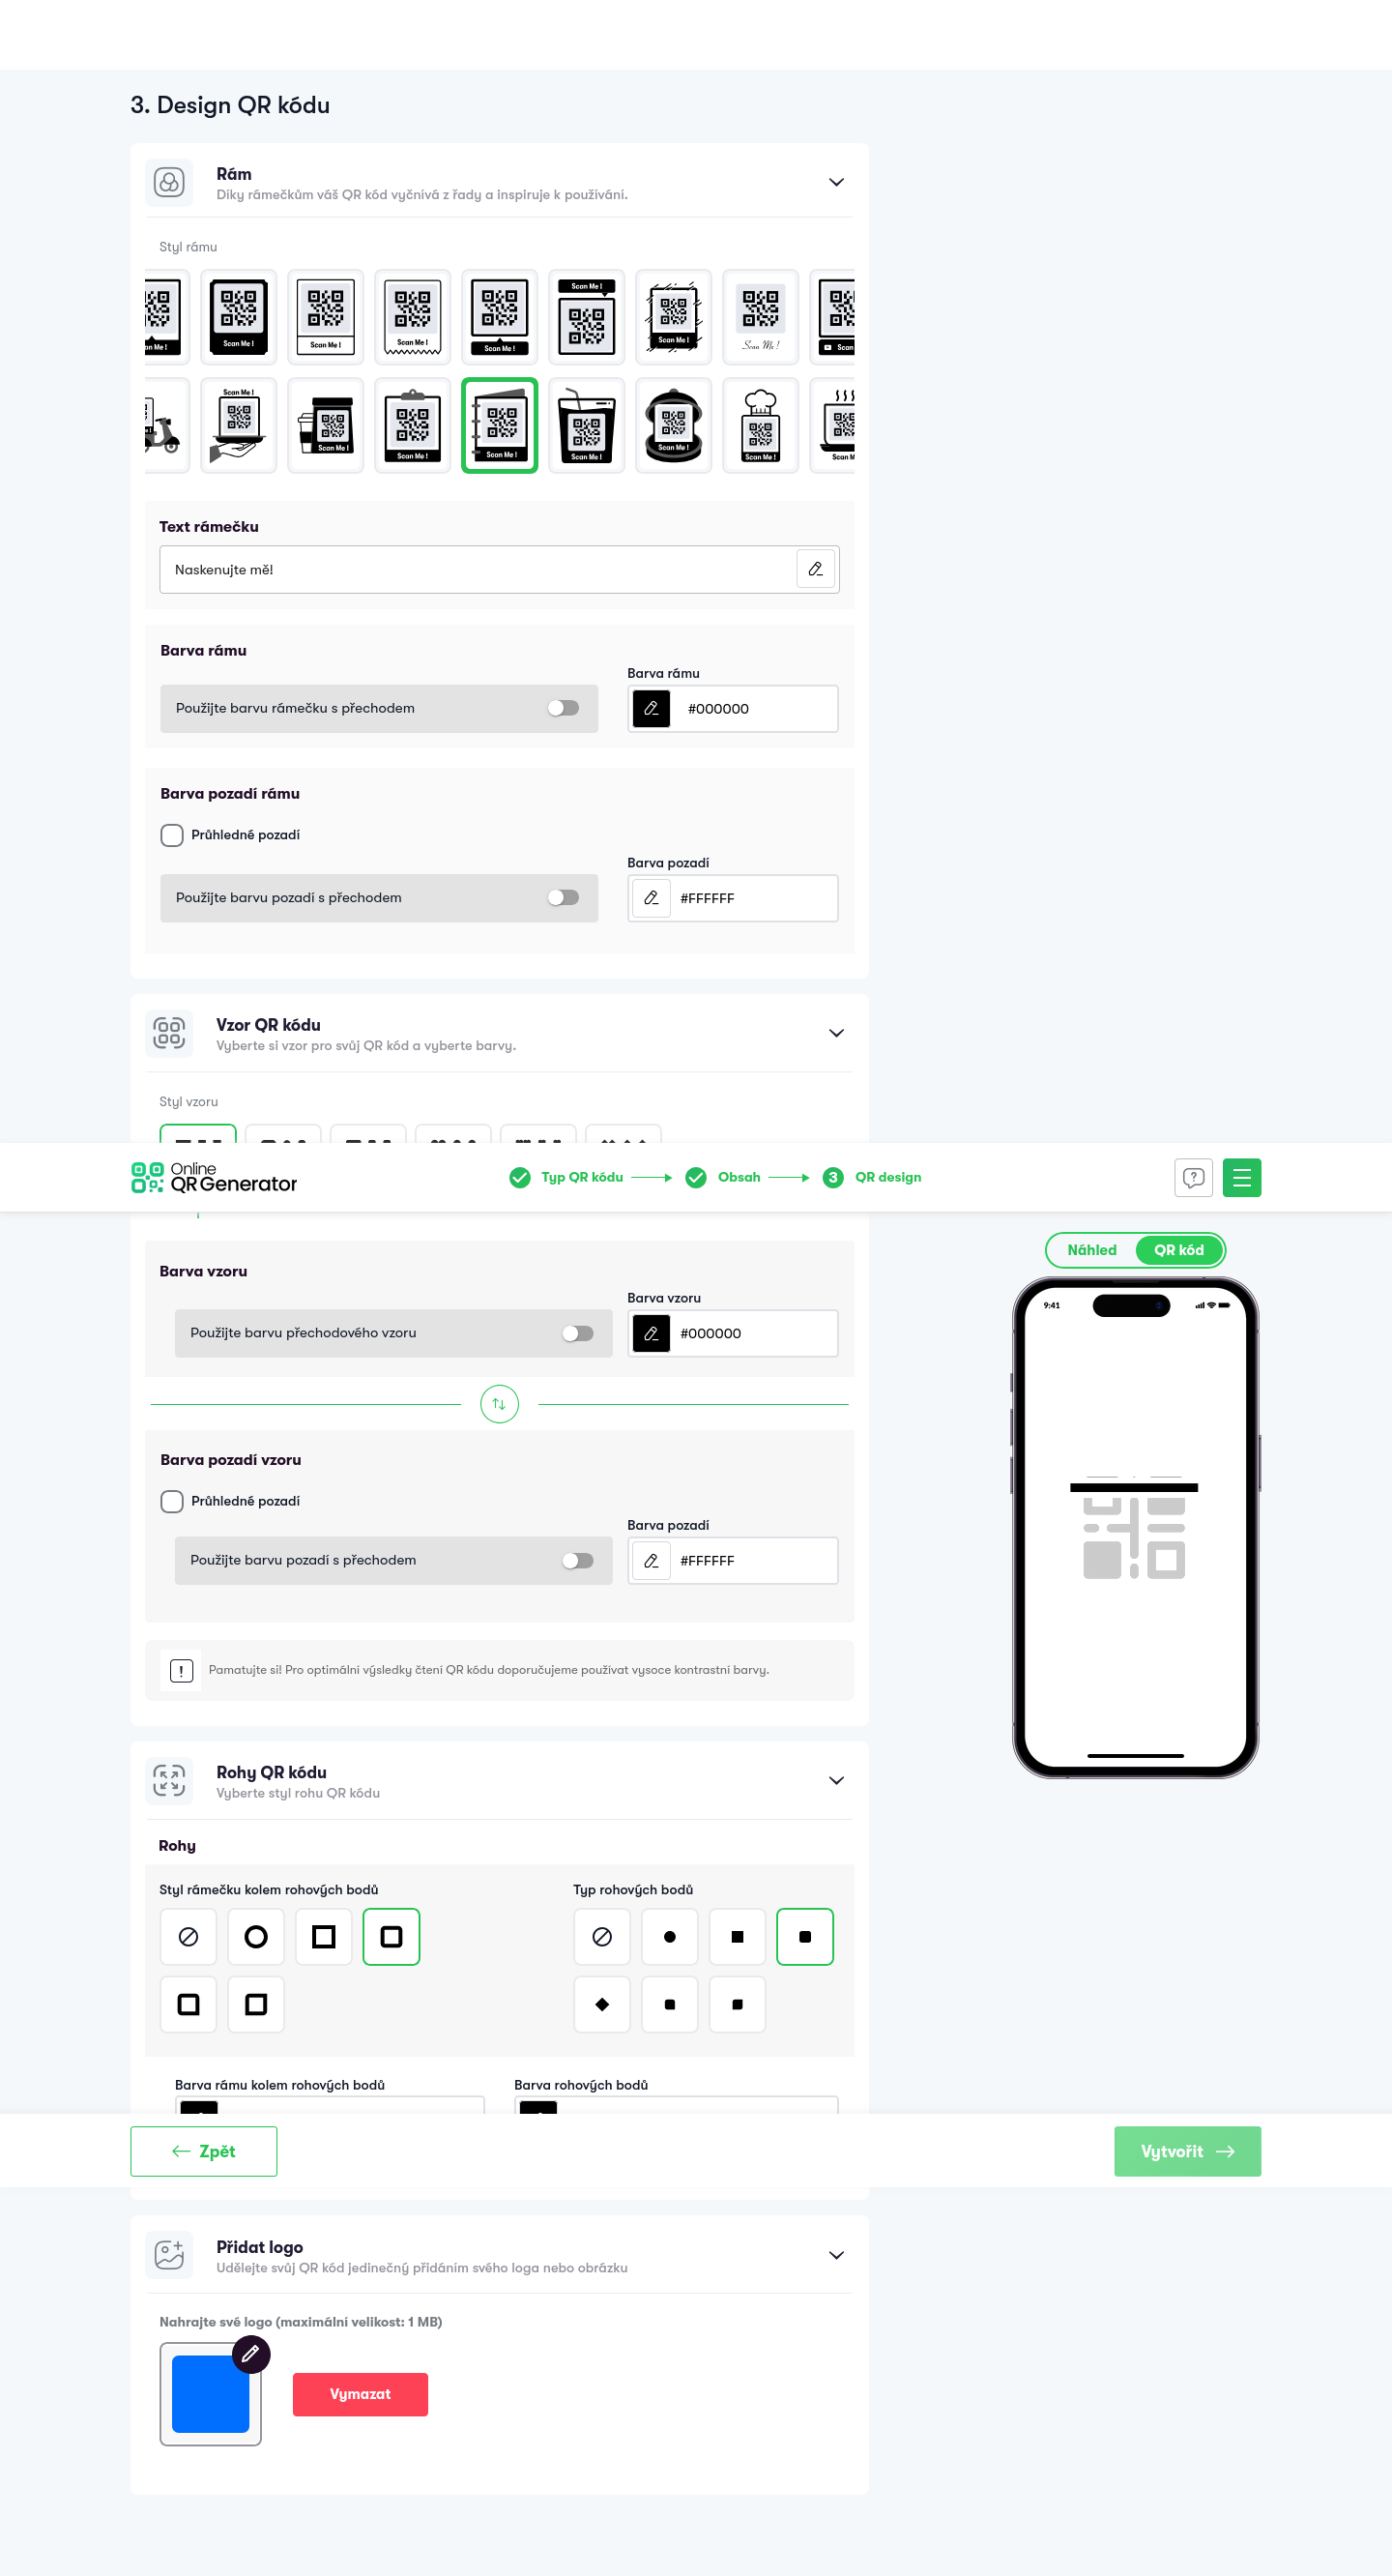 3. Design QR kódu
Rám
Díky rámečkům váš QR kód vyčnívá z řady a inspiruje k používání.
Styl rámu
Scan Me !
Scan Me !
Scan Me !
Scan Me !
Scan Me !
Scan Me !
Scan Me !
Scan
Scan Me !
Scan Me !
Scan Me !
Scan Me !
Scan Me !
Scan Me !
Scan Me !
Text rámečku
Naskenujte mě!
Barva rámu
Barva rámu
Použijte barvu rámečku s přechodem
#000000
Barva pozadí rámu
Průhledné pozadí
Barva pozadí
Použijte barvu pozadí s přechodem
#FFFFFF
Vzor QR kódu
Vyberte si vzor pro svůj QR kód a vyberte barvy.
Styl vzoru
Online
QR Generator
Typ QR kódu
Obsah
3 QR design
Náhled
QR kód
9:41
Barva vzoru
Barva vzoru
Použijte barvu přechodového vzoru
#000000
Barva pozadí vzoru
Průhledné pozadí
Barva pozadí
Použijte barvu pozadí s přechodem
#FFFFFF
Pamatujte si! Pro optimální výsledky čtení QR kódu doporučujeme používat vysoce kontrastní barvy.
Rohy QR kódu
Vyberte styl rohu QR kódu
Rohy
Styl rámečku kolem rohových bodů
Typ rohových bodů
Barva rámu kolem rohových bodů
Barva rohových bodů
Zpět
Vytvořit
Přidat logo
Udělejte svůj QR kód jedinečný přidáním svého loga nebo obrázku
Nahrajte své logo (maximální velikost: 1 MB)
Vymazat